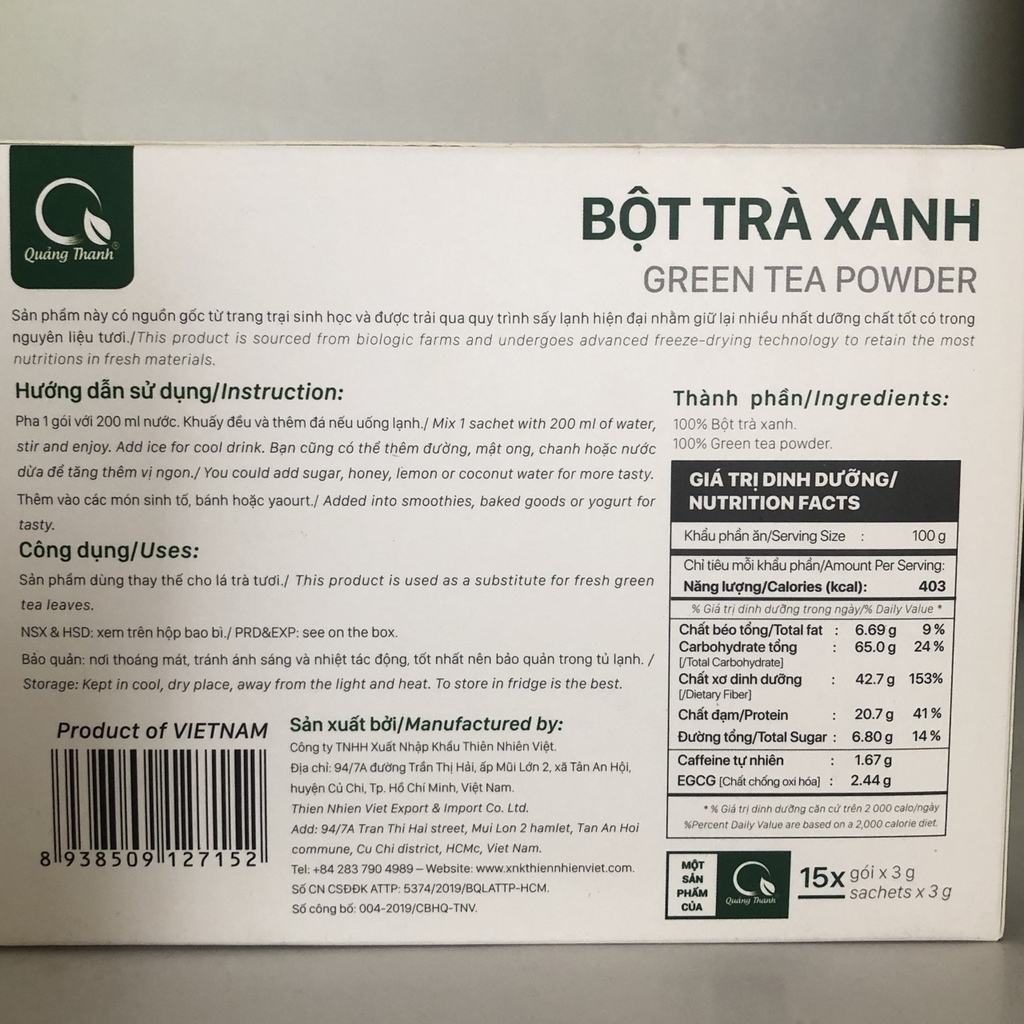 Quảng Thanh®
BỘT TRÀ XANH
GREEN TEA POWDER
Sản phẩm này có nguồn gốc từ trang trại sinh học và được trải qua quy trình sấy lạnh hiện đại nhằm giữ lại nhiều nhất dưỡng chất tốt có trong
nguyên liệu tươi./This product is sourced from biologic farms and undergoes advanced freeze-drying technology to retain the most
nutritions in fresh materials.
Hướng dẫn sử dụng/Instruction:
Pha 1 gói với 200 ml nước. Khuấy đều và thêm đá nếu uống lạnh./ Mix 1 sachet with 200 ml of water,
stir and enjoy. Add ice for cool drink. Bạn cũng có thể thêm đường, mật ong, chanh hoặc nước
dừa để tăng thêm vị ngon./ You could add sugar, honey, lemon or coconut water for more tasty.
Thêm vào các món sinh tố, bánh hoặc yaourt./ Added into smoothies, baked goods or yogurt for
tasty.
Công dụng/Uses:
Sản phẩm dùng thay thế cho lá trà tươi./ This product is used as a substitute for fresh green
tea leaves.
NSX & HSD: xem trên hộp bao bì./ PRD&EXP: see on the box.
Bảo quản: nơi thoáng mát, tránh ánh sáng và nhiệt tác động, tốt nhất nên bảo quản trong tủ lạnh. /
Storage: Kept in cool, dry place, away from the light and heat. To store in fridge is the best.
Product of VIETNAM
8 938509 127152
Sản xuất bởi/Manufactured by:
Công ty TNHH Xuất Nhập Khẩu Thiên Nhiên Việt.
Địa chỉ: 94/7A đường Trần Thị Hải, ấp Mũi Lớn 2, xã Tân An Hội,
huyện Củ Chi, Tp. Hồ Chí Minh, Việt Nam.
Thien Nhien Viet Export & Import Co. Ltd.
Add: 94/7A Tran Thi Hai street, Mui Lon 2 hamlet, Tan An Hoi
commune, Cu Chi district, HCMc, Viet Nam.
Tel: +84 283 790 4989 – Website: www.xnkthiennhienviet.com.
Số CN CSĐĐK ATTP: 5374/2019/BQLATTP-HCM.
Số công bố: 004-2019/CBHQ-TNV.
Thành phần/Ingredients:
100% Bột trà xanh.
100% Green tea powder.
GIÁ TRỊ DINH DƯỠNG/
NUTRITION FACTS
Khẩu phần ăn/Serving Size : 100 g
Chỉ tiêu mỗi khẩu phần/Amount Per Serving:
Năng lượng/Calories (kcal): 403
% Giá trị dinh dưỡng trong ngày/% Daily Value *
Chất béo tổng/Total fat : 6.69 g 9 %
Carbohydrate tổng : 65.0 g 24 %
[/Total Carbohydrate]
Chất xơ dinh dưỡng : 42.7 g 153%
[/Dietary Fiber]
Chất đạm/Protein : 20.7 g 41 %
Đường tổng/Total Sugar : 6.80 g 14 %
Caffeine tự nhiên : 1.67 g
EGCG [Chất chống oxi hóa] : 2.44 g
* % Giá trị dinh dưỡng căn cứ trên 2 000 calo/ngày
%Percent Daily Value are based on a 2,000 calorie diet.
MỘT
SẢN
PHẨM
CỦA
Quảng Thanh
15x gói x 3 g
sachets x 3 g